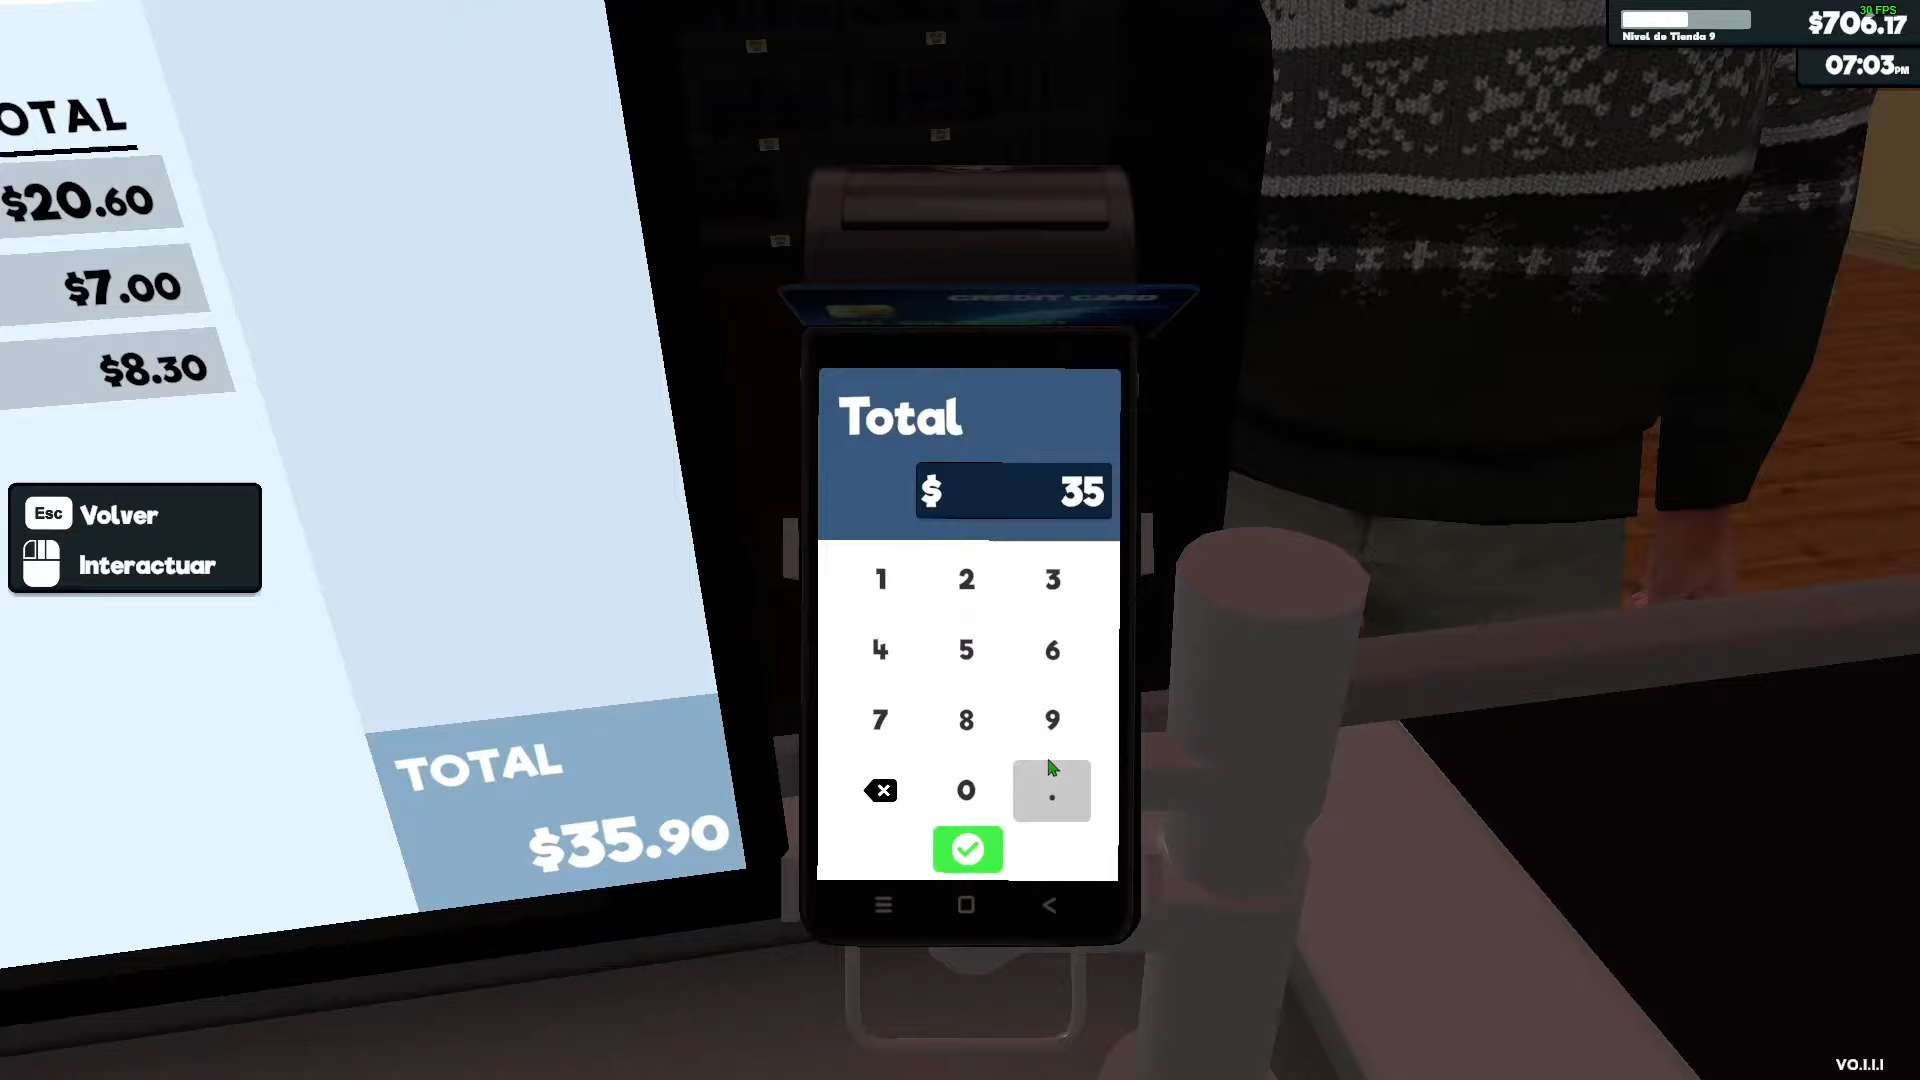 30 FPS
$706.17
Nivel de Tienda 9
07:03PM
OTAL
$20.60
$7.00
$8.30
CREDIT CARD
Total
$ 35
Esc Volver
Interactuar
1 2 3
4 5 6
7 8 9
0 .
TOTAL
$35.90
V0.1.1.1